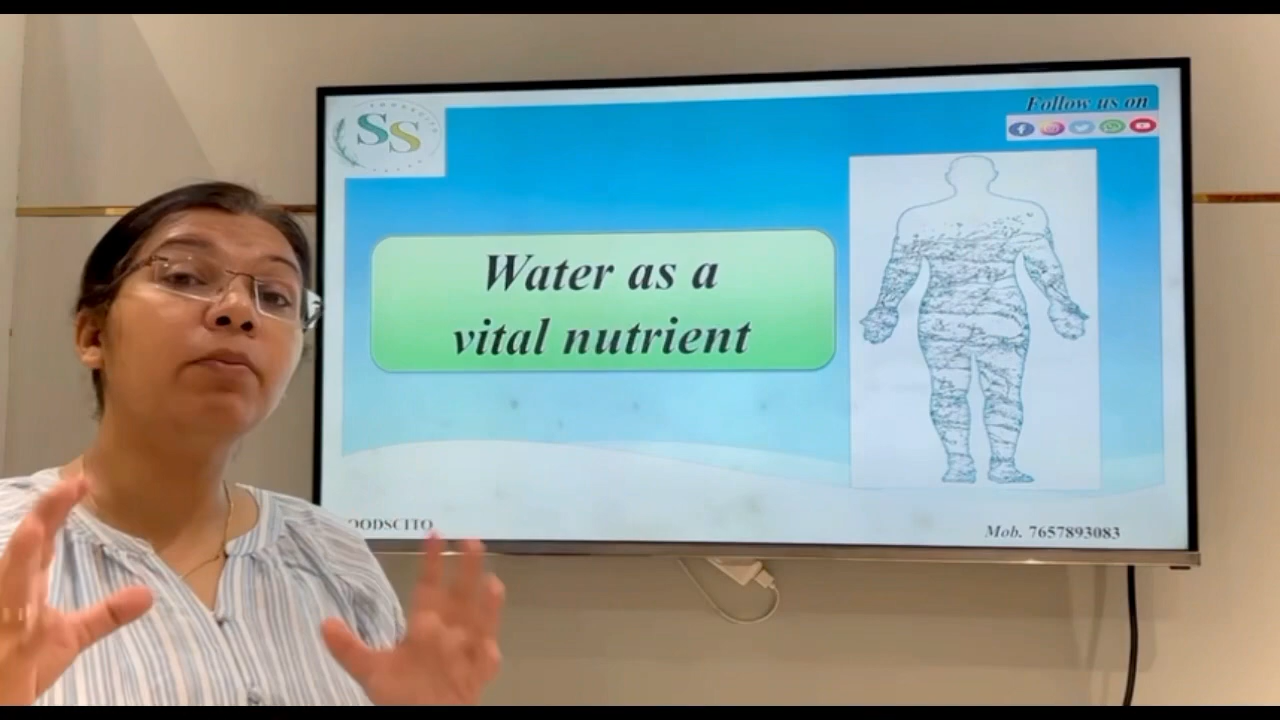 SS
Follow us on
Water as a
vital nutrient
OODSCITO
Mob. 7657893083